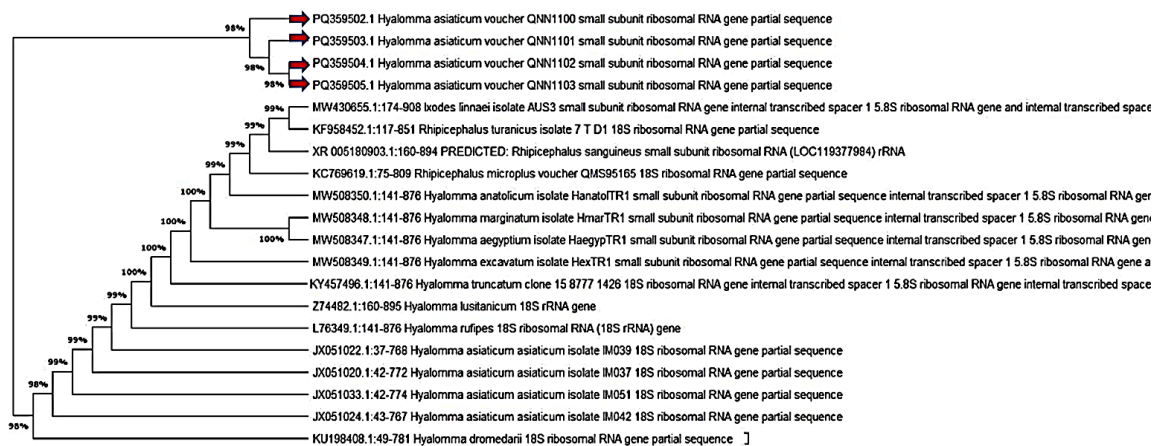 98%
PQ359502.1 Hyalomma asiaticum voucher QNN1100 small subunit ribosomal RNA gene partial sequence
PQ359503.1 Hyalomma asiaticum voucher QNN1101 small subunit ribosomal RNA gene partial sequence
98%
PQ359504.1 Hyalomma asiaticum voucher QNN1102 small subunit ribosomal RNA gene partial sequence
98%
PQ359505.1 Hyalomma asiaticum voucher QNN1103 small subunit ribosomal RNA gene partial sequence
99%
MW430655.1:174-908 Ixodes linnaei isolate AUS3 small subunit ribosomal RNA gene internal transcribed spacer 1 5.8S ribosomal RNA gene and internal transcribed space
99%
KF958452.1:117-851 Rhipicephalus turanicus isolate 7 T D1 18S ribosomal RNA gene partial sequence
99%
XR 005180903.1:160-894 PREDICTED: Rhipicephalus sanguineus small subunit ribosomal RNA (LOC119377984) rRNA
99%
KC769619.1:75-809 Rhipicephalus microplus voucher QMS95165 18S ribosomal RNA gene partial sequence
100%
MW508350.1:141-876 Hyalomma anatolicum isolate HanatolTR1 small subunit ribosomal RNA gene partial sequence internal transcribed spacer 1 5.8S ribosomal RNA ger
100%
MW508348.1:141-876 Hyalomma marginatum isolate HmarTR1 small subunit ribosomal RNA gene partial sequence internal transcribed spacer 1 5.8S ribosomal RNA gene
100%
MW508347.1:141-876 Hyalomma aegyptium isolate HaegypTR1 small subunit ribosomal RNA gene partial sequence internal transcribed spacer 1 5.8S ribosomal RNA gen
100%
MW508349.1:141-876 Hyalomma excavatum isolate HexTR1 small subunit ribosomal RNA gene partial sequence internal transcribed spacer 1 5.8S ribosomal RNA gene a
100%
KY457496.1:141-876 Hyalomma truncatum clone 15 8777 1426 18S ribosomal RNA gene internal transcribed spacer 1 5.8S ribosomal RNA gene internal transcribed space
99%
Z74482.1:160-895 Hyalomma lusitanicum 18S rRNA gene
99%
L76349.1:141-876 Hyalomma rufipes 18S ribosomal RNA (18S rRNA) gene
99%
JX051022.1:37-768 Hyalomma asiaticum asiaticum isolate IM039 18S ribosomal RNA gene partial sequence
99%
JX051020.1:42-772 Hyalomma asiaticum asiaticum isolate IM037 18S ribosomal RNA gene partial sequence
98%
JX051033.1:42-774 Hyalomma asiaticum asiaticum isolate IM051 18S ribosomal RNA gene partial sequence
JX051024.1:43-767 Hyalomma asiaticum asiaticum isolate IM042 18S ribosomal RNA gene partial sequence
98%
KU198408.1:49-781 Hyalomma dromedarii 18S ribosomal RNA gene partial sequence ]